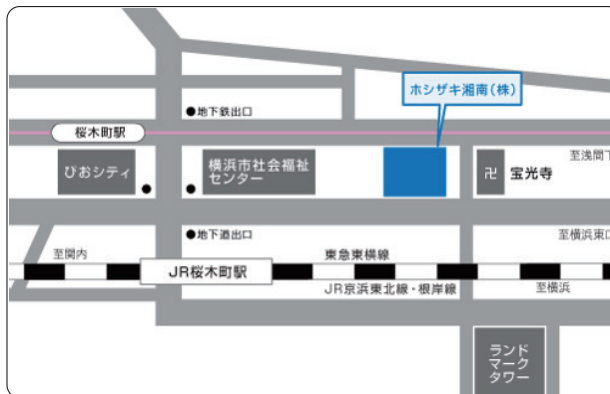 ホシザキ湘南（株）
●地下鉄出口
桜木町駅
至浅間下
ぴおシティ
横浜市社会福祉
センター
卍
宝光寺
●地下道出口
至横浜東口
至関内
東急東横線
JR桜木町駅
JR京浜東北線・根岸線
至横浜
ランド
マーク
タワー